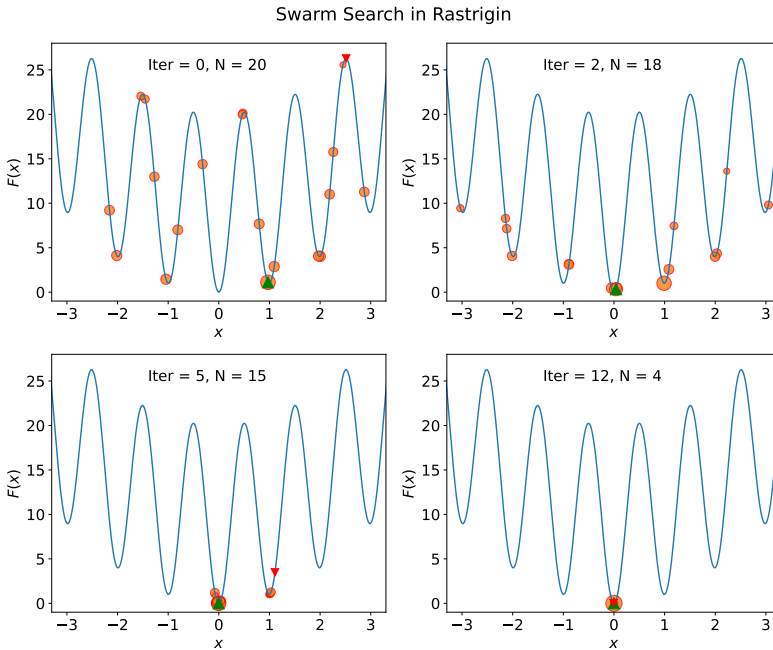 Swarm Search in Rastrigin
Iter = 0, N = 20
F(x)
25
20
15
10
5
0
−3 −2 −1 0 1 2 3
x
Iter = 2, N = 18
F(x)
25
20
15
10
5
0
−3 −2 −1 0 1 2 3
x
Iter = 5, N = 15
F(x)
25
20
15
10
5
0
−3 −2 −1 0 1 2 3
x
Iter = 12, N = 4
F(x)
25
20
15
10
5
0
−3 −2 −1 0 1 2 3
x